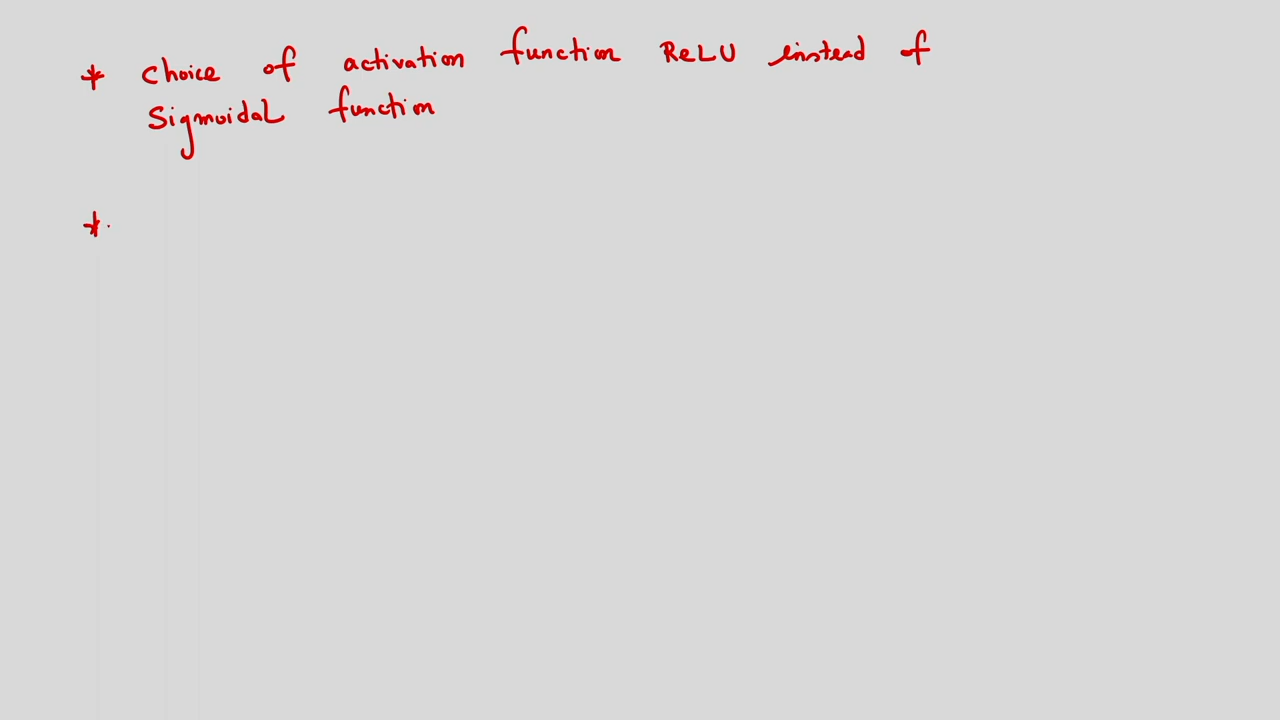 * choice of activation function ReLU instead of
Sigmoidal function
*